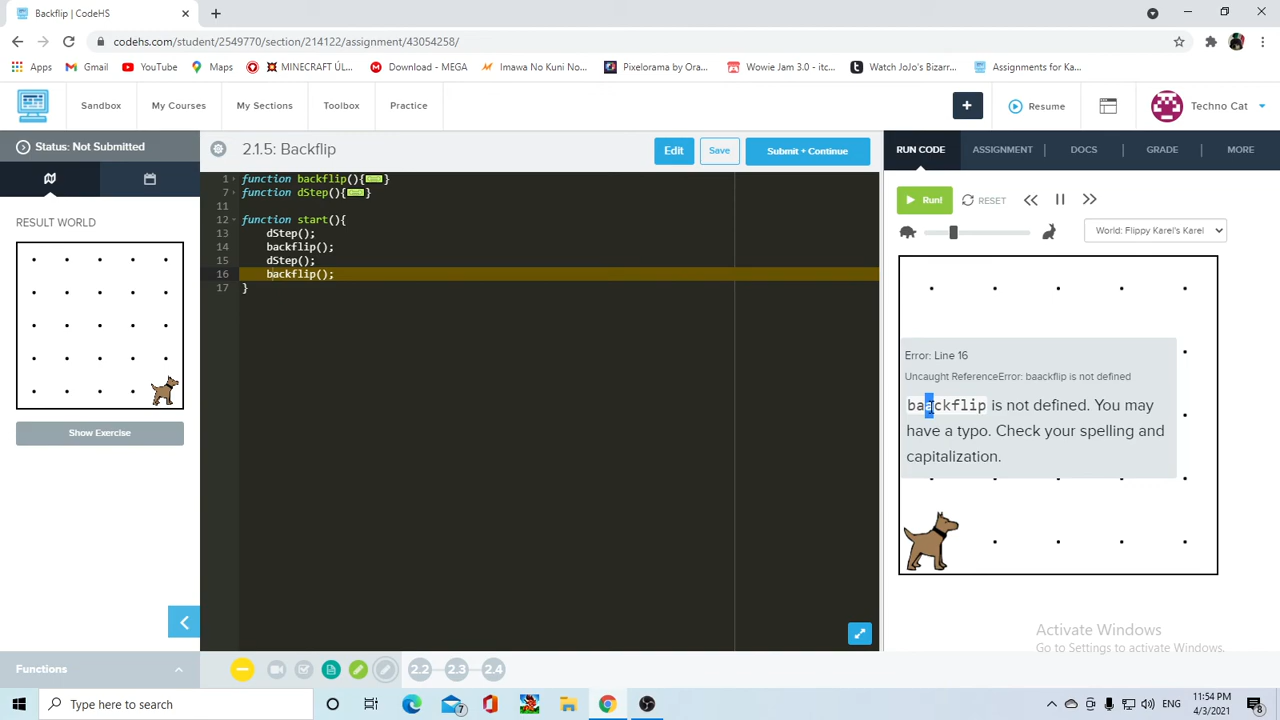 Backflip | CodeHS
codehs.com/student/2549770/section/214122/assignment/43054258/
Apps
Gmail
YouTube
Maps
MINECRAFT ÚL...
Download - MEGA
Imawa No Kuni No...
Pixelorama by Ora...
Wowie Jam 3.0 - itc...
Watch JoJo's Bizarr...
Assignments for Ka...
Sandbox
My Courses
My Sections
Toolbox
Practice
+
Resume
Techno Cat
Status: Not Submitted
2.1.5: Backflip
Edit
Save
Submit + Continue
RUN CODE
ASSIGNMENT
DOCS
GRADE
MORE
RESULT WORLD
Show Exercise
Functions
1 function backflip(){}
7 function dStep(){}
11
12 function start(){
13 dStep();
14 backflip();
15 dStep();
16 backflip();
17 }
Run!
RESET
World: Flippy Karel's Karel
Error: Line 16
Uncaught ReferenceError: baackflip is not defined
baackflip is not defined. You may
have a typo. Check your spelling and
capitalization.
Activate Windows
Go to Settings to activate Windows.
2.2
2.3
2.4
Type here to search
7
ENG
11:54 PM
4/3/2021
8